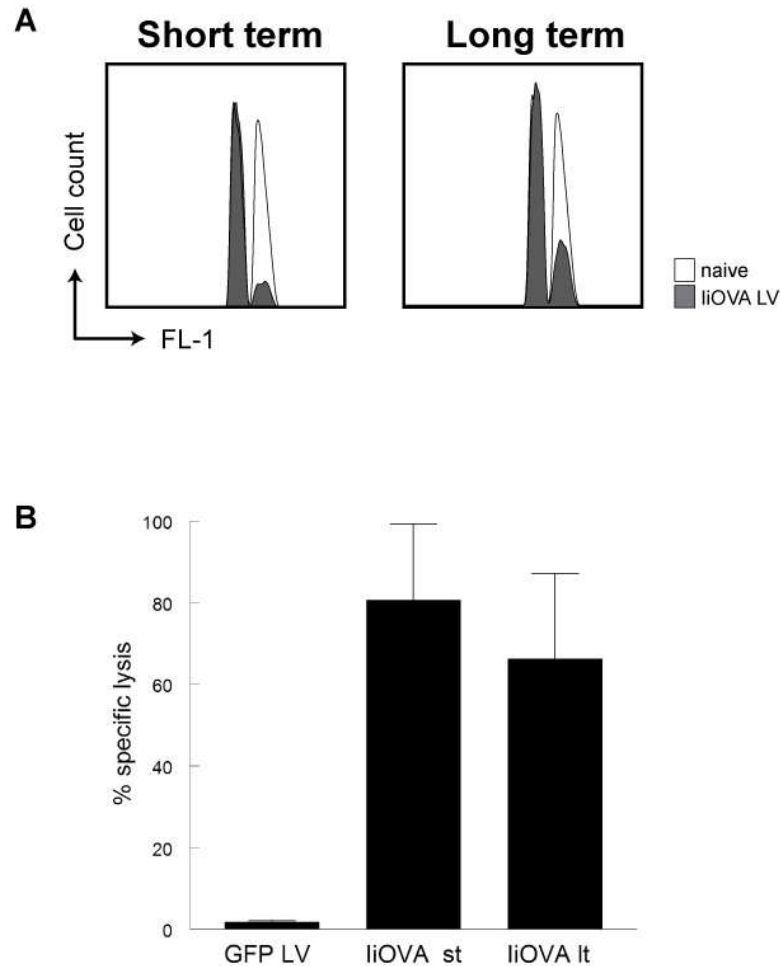 A
Short term
Long term
Cell count
FL-1
naive
IiOVA LV
B
% specific lysis
100
80
60
40
20
0
GFP LV
IiOVA st
IiOVA lt